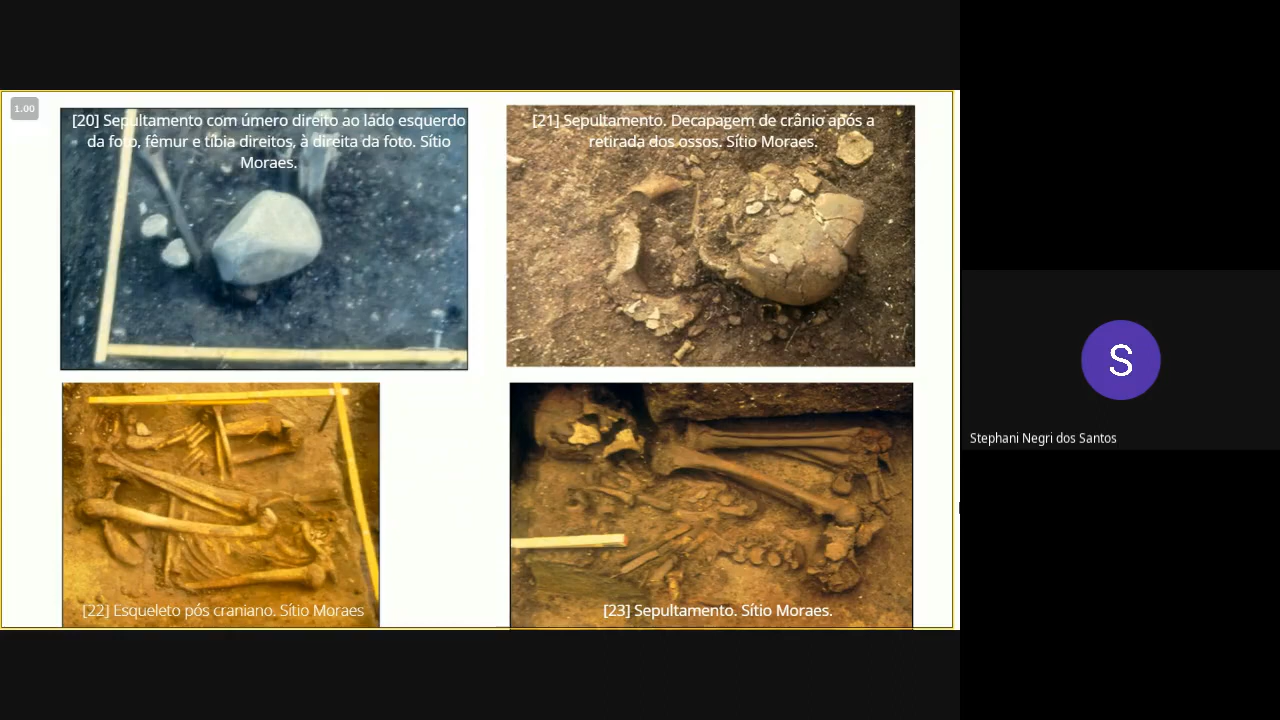 1.00
[20] Sepultamento com úmero direito ao lado esquerdo
da foto, fêmur e tíbia direitos, à direita da foto. Sítio
Moraes.
[21] Sepultamento. Decapagem de crânio após a
retirada dos ossos. Sítio Moraes.
[22] Esqueleto pós craniano. Sítio Moraes
[23] Sepultamento. Sítio Moraes.
S
Stephani Negri dos Santos